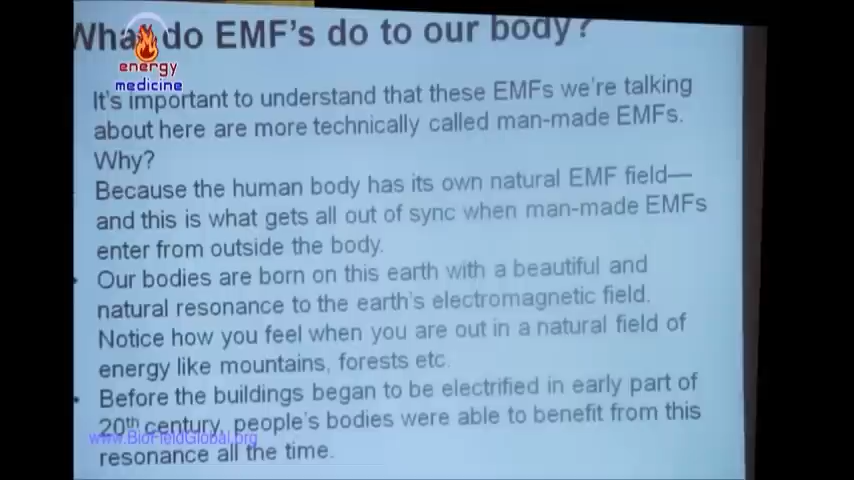 What do EMF's do to our body?
energy
medicine
It's important to understand that these EMFs we're talking
about here are more technically called man-made EMFs.
Why?
Because the human body has its own natural EMF field—
and this is what gets all out of sync when man-made EMFs
enter from outside the body.
• Our bodies are born on this earth with a beautiful and
natural resonance to the earth's electromagnetic field.
Notice how you feel when you are out in a natural field of
energy like mountains, forests etc.
• Before the buildings began to be electrified in early part of
20th century, people's bodies were able to benefit from this
www.BioFieldGlobal.org
resonance all the time.